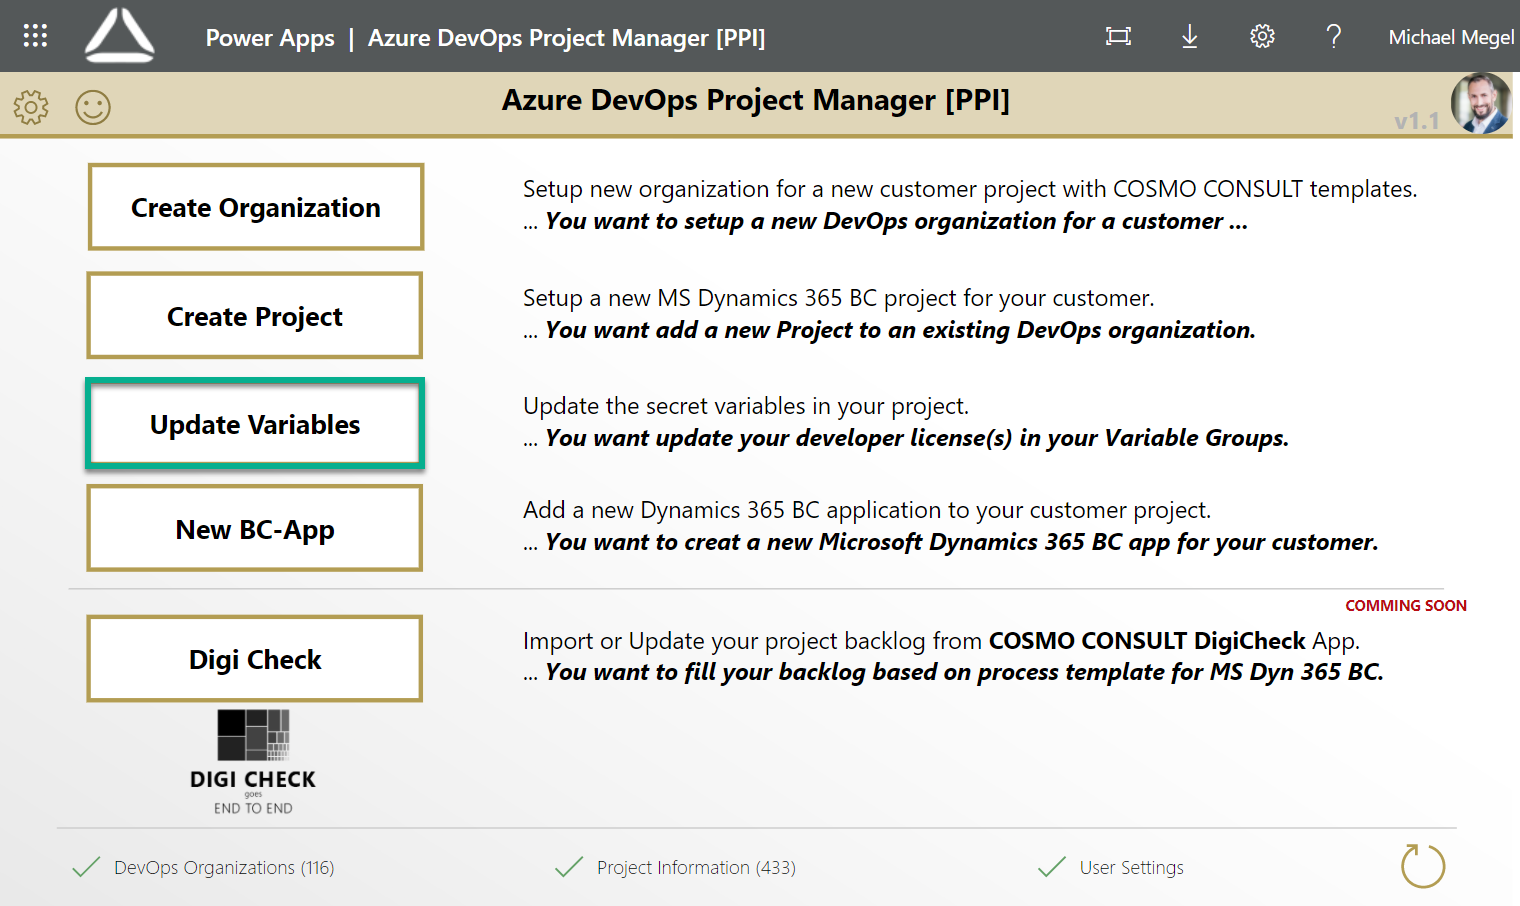 Power Apps | Azure DevOps Project Manager [PPI]
Michael Megel
Azure DevOps Project Manager [PPI]
v1.1
Create Organization
Setup new organization for a new customer project with COSMO CONSULT templates.
... You want to setup a new DevOps organization for a customer ...
Create Project
Setup a new MS Dynamics 365 BC project for your customer.
... You want add a new Project to an existing DevOps organization.
Update Variables
Update the secret variables in your project.
... You want update your developer license(s) in your Variable Groups.
New BC-App
Add a new Dynamics 365 BC application to your customer project.
... You want to creat a new Microsoft Dynamics 365 BC app for your customer.
COMMING SOON
Digi Check
Import or Update your project backlog from COSMO CONSULT DigiCheck App.
... You want to fill your backlog based on process template for MS Dyn 365 BC.
DIGI CHECK
goes
END TO END
DevOps Organizations (116)
Project Information (433)
User Settings